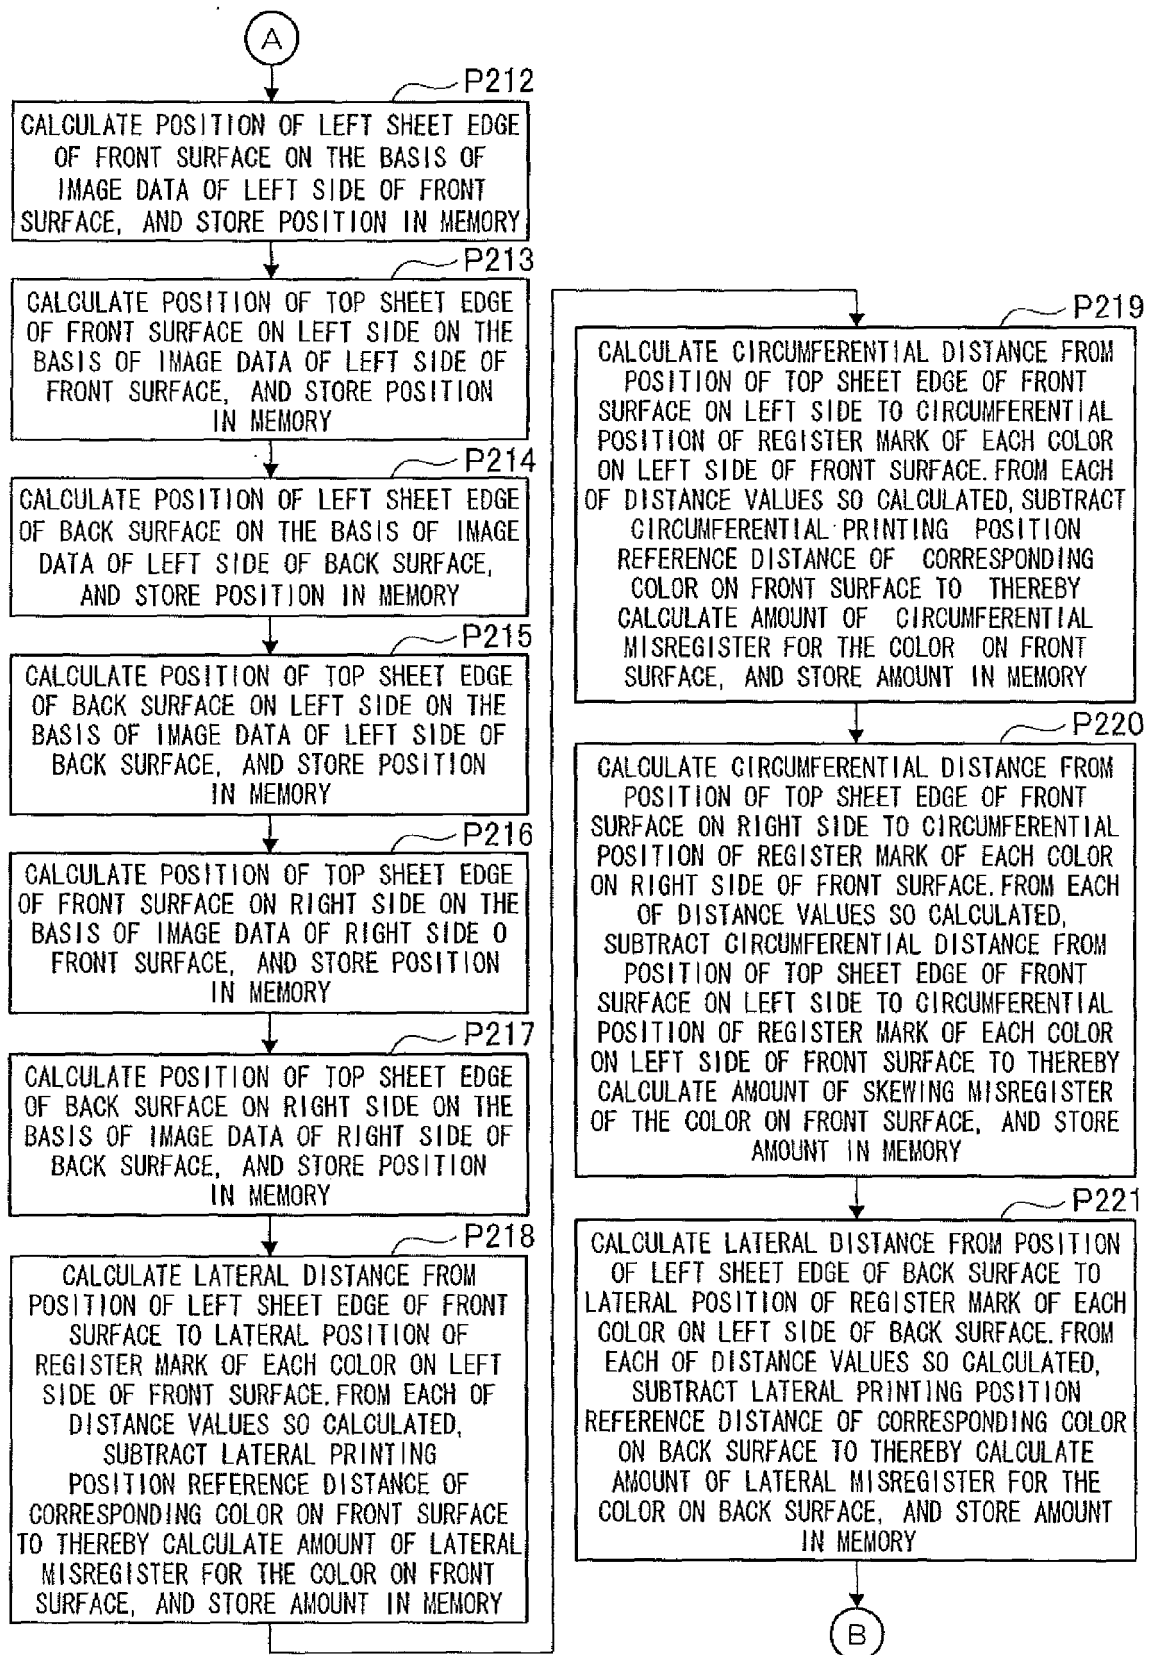 A
P212
CALCULATE POSITION OF LEFT SHEET EDGE
OF FRONT SURFACE ON THE BASIS OF
IMAGE DATA OF LEFT SIDE OF FRONT
SURFACE, AND STORE POSITION IN MEMORY
P213
CALCULATE POSITION OF TOP SHEET EDGE
OF FRONT SURFACE ON LEFT SIDE ON THE
BASIS OF IMAGE DATA OF LEFT SIDE OF
FRONT SURFACE, AND STORE POSITION
IN MEMORY
P214
CALCULATE POSITION OF LEFT SHEET EDGE
OF BACK SURFACE ON THE BASIS OF IMAGE
DATA OF LEFT SIDE OF BACK SURFACE,
AND STORE POSITION IN MEMORY
P215
CALCULATE POSITION OF TOP SHEET EDGE
OF BACK SURFACE ON LEFT SIDE ON THE
BASIS OF IMAGE DATA OF LEFT SIDE OF
BACK SURFACE, AND STORE POSITION
IN MEMORY
P216
CALCULATE POSITION OF TOP SHEET EDGE
OF FRONT SURFACE ON RIGHT SIDE ON THE
BASIS OF IMAGE DATA OF RIGHT SIDE O
FRONT SURFACE, AND STORE POSITION
IN MEMORY
P217
CALCULATE POSITION OF TOP SHEET EDGE
OF BACK SURFACE ON RIGHT SIDE ON THE
BASIS OF IMAGE DATA OF RIGHT SIDE OF
BACK SURFACE, AND STORE POSITION
IN MEMORY
P218
CALCULATE LATERAL DISTANCE FROM
POSITION OF LEFT SHEET EDGE OF FRONT
SURFACE TO LATERAL POSITION OF
REGISTER MARK OF EACH COLOR ON LEFT
SIDE OF FRONT SURFACE. FROM EACH OF
DISTANCE VALUES SO CALCULATED,
SUBTRACT LATERAL PRINTING
POSITION REFERENCE DISTANCE OF
CORRESPONDING COLOR ON FRONT SURFACE
TO THEREBY CALCULATE AMOUNT OF LATERAL
MISREGISTER FOR THE COLOR ON FRONT
SURFACE, AND STORE AMOUNT IN MEMORY
P219
CALCULATE CIRCUMFERENTIAL DISTANCE FROM
POSITION OF TOP SHEET EDGE OF FRONT
SURFACE ON LEFT SIDE TO CIRCUMFERENTIAL
POSITION OF REGISTER MARK OF EACH COLOR
ON LEFT SIDE OF FRONT SURFACE. FROM EACH
OF DISTANCE VALUES SO CALCULATED, SUBTRACT
CIRCUMFERENTIAL PRINTING POSITION
REFERENCE DISTANCE OF CORRESPONDING
COLOR ON FRONT SURFACE TO THEREBY
CALCULATE AMOUNT OF CIRCUMFERENTIAL
MISREGISTER FOR THE COLOR ON FRONT
SURFACE, AND STORE AMOUNT IN MEMORY
P220
CALCULATE CIRCUMFERENTIAL DISTANCE FROM
POSITION OF TOP SHEET EDGE OF FRONT
SURFACE ON RIGHT SIDE TO CIRCUMFERENTIAL
POSITION OF REGISTER MARK OF EACH COLOR
ON RIGHT SIDE OF FRONT SURFACE. FROM EACH
OF DISTANCE VALUES SO CALCULATED,
SUBTRACT CIRCUMFERENTIAL DISTANCE FROM
POSITION OF TOP SHEET EDGE OF FRONT
SURFACE ON LEFT SIDE TO CIRCUMFERENTIAL
POSITION OF REGISTER MARK OF EACH COLOR
ON LEFT SIDE OF FRONT SURFACE TO THEREBY
CALCULATE AMOUNT OF SKEWING MISREGISTER
OF THE COLOR ON FRONT SURFACE, AND STORE
AMOUNT IN MEMORY
P221
CALCULATE LATERAL DISTANCE FROM POSITION
OF LEFT SHEET EDGE OF BACK SURFACE TO
LATERAL POSITION OF REGISTER MARK OF EACH
COLOR ON LEFT SIDE OF BACK SURFACE. FROM
EACH OF DISTANCE VALUES SO CALCULATED,
SUBTRACT LATERAL PRINTING POSITION
REFERENCE DISTANCE OF CORRESPONDING COLOR
ON BACK SURFACE TO THEREBY CALCULATE
AMOUNT OF LATERAL MISREGISTER FOR THE
COLOR ON BACK SURFACE, AND STORE AMOUNT
IN MEMORY
B